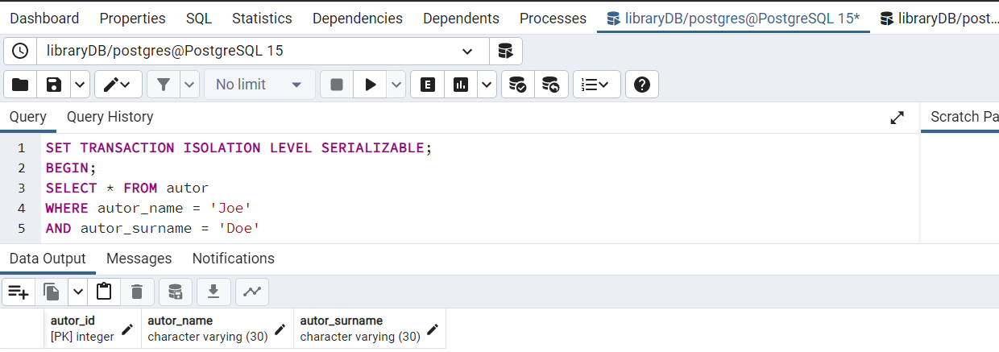 Dashboard Properties SQL Statistics Dependencies Dependents Processes libraryDB/postgres@PostgreSQL 15* libraryDB/post...
libraryDB/postgres@PostgreSQL 15
No limit E
Query Query History Scratch Pa
1 SET TRANSACTION ISOLATION LEVEL SERIALIZABLE;
2 BEGIN;
3 SELECT * FROM autor
4 WHERE autor_name = 'Joe'
5 AND autor_surname = 'Doe'
Data Output Messages Notifications
autor_id autor_name autor_surname
[PK] integer character varying (30) character varying (30)